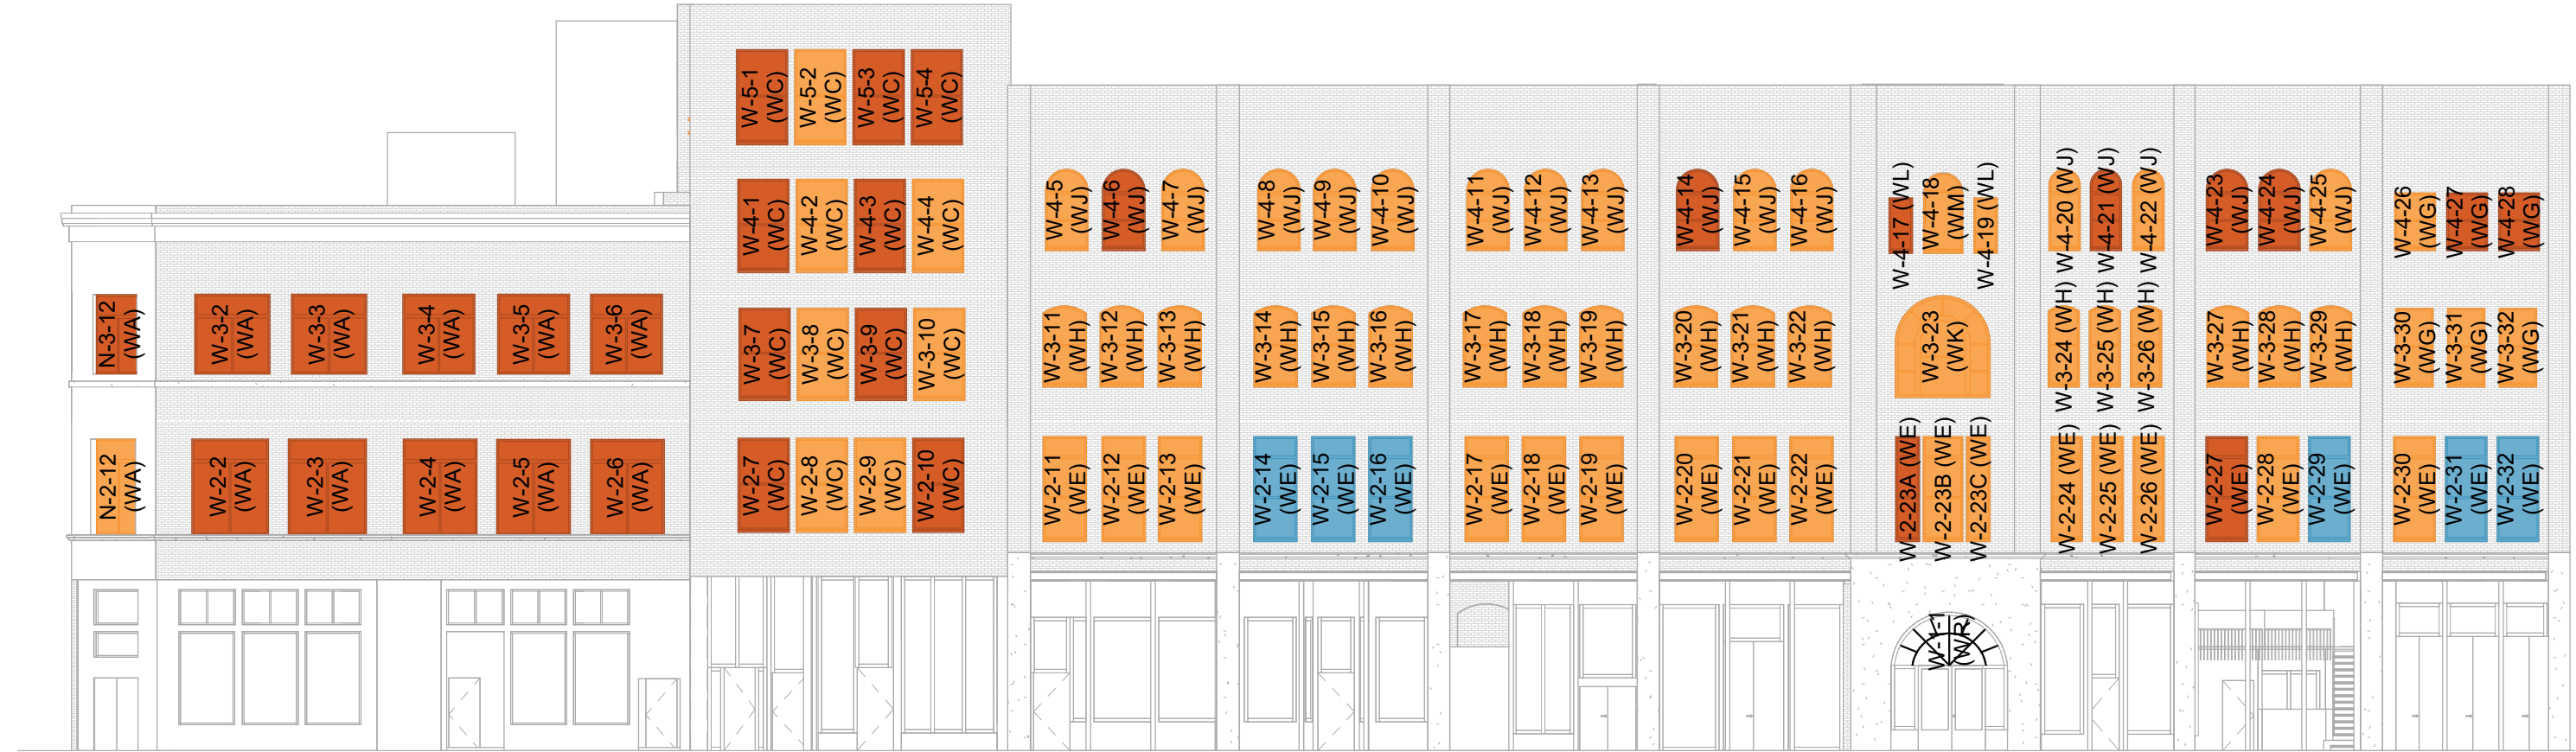 W-5-1
(WC)
W-5-2
(WC)
W-5-3
(WC)
W-5-4
(WC)
W-4-1
(WC)
W-4-2
(WC)
W-4-3
(WC)
W-4-4
(WC)
W-4-5
(WJ)
W-4-6
(WJ)
W-4-7
(WJ)
W-4-8
(WJ)
W-4-9
(WJ)
W-4-10
(WJ)
W-4-11
(WJ)
W-4-12
(WJ)
W-4-13
(WJ)
W-4-14
(WJ)
W-4-15
(WJ)
W-4-16
(WJ)
W-4-17 (WL)
W-4-18
(WM)
W-4-19 (WL)
W-4-20 (WJ)
W-4-21 (WJ)
W-4-22 (WJ)
W-4-23
(WJ)
W-4-24
(WJ)
W-4-25
(WJ)
W-4-26
(WG)
W-4-27
(WG)
W-4-28
(WG)
N-3-12
(WA)
W-3-2
(WA)
W-3-3
(WA)
W-3-4
(WA)
W-3-5
(WA)
W-3-6
(WA)
W-3-7
(WC)
W-3-8
(WC)
W-3-9
(WC)
W-3-10
(WC)
W-3-11
(WH)
W-3-12
(WH)
W-3-13
(WH)
W-3-14
(WH)
W-3-15
(WH)
W-3-16
(WH)
W-3-17
(WH)
W-3-18
(WH)
W-3-19
(WH)
W-3-20
(WH)
W-3-21
(WH)
W-3-22
(WH)
W-3-23
(WK)
W-3-24 (WH)
W-3-25 (WH)
W-3-26 (WH)
W-3-27
(WH)
W-3-28
(WH)
W-3-29
(WH)
W-3-30
(WG)
W-3-31
(WG)
W-3-32
(WG)
N-2-12
(WA)
W-2-2
(WA)
W-2-3
(WA)
W-2-4
(WA)
W-2-5
(WA)
W-2-6
(WA)
W-2-7
(WC)
W-2-8
(WC)
W-2-9
(WC)
W-2-10
(WC)
W-2-11
(WE)
W-2-12
(WE)
W-2-13
(WE)
W-2-14
(WE)
W-2-15
(WE)
W-2-16
(WE)
W-2-17
(WE)
W-2-18
(WE)
W-2-19
(WE)
W-2-20
(WE)
W-2-21
(WE)
W-2-22
(WE)
W-2-23A (WE)
W-2-23B (WE)
W-2-23C (WE)
W-2-24 (WE)
W-2-25 (WE)
W-2-26 (WE)
W-2-27
(WE)
W-2-28
(WE)
W-2-29
(WE)
W-2-30
(WE)
W-2-31
(WE)
W-2-32
(WE)
W-1-1
(WR)